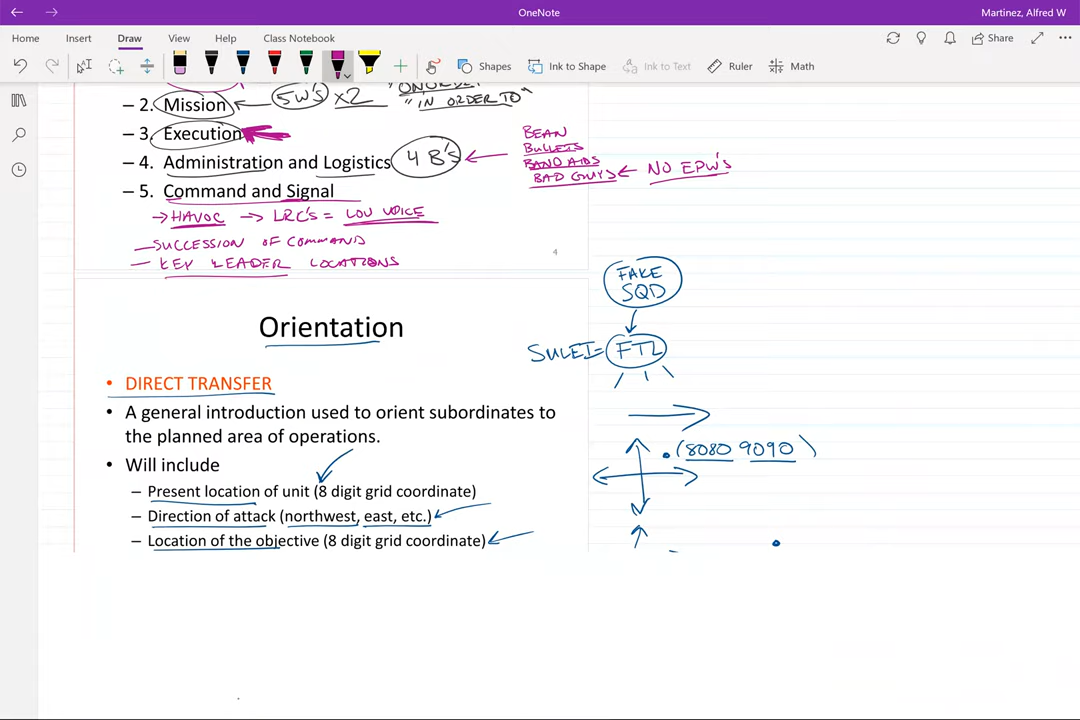 OneNote
Martinez, Alfred W
Home Insert Draw View Help Class Notebook Share
Shapes Ink to Shape Ink to Text Ruler Math
"ON ORDER"
– 2. Mission 5W'S x2 "IN ORDER TO"
– 3. Execution
– 4. Administration and Logistics 4 B'S
BEAN
BULLETS
BAND AIDS
BAD GUYS NO EPW'S
– 5. Command and Signal
→ HAVOC → LRC'S = LOW VOICE
– SUCCESSION OF COMMAND
– KEY LEADER LOCATIONS
4
FAKE
SQD
Orientation
SULEI= FTL
• DIRECT TRANSFER
• A general introduction used to orient subordinates to
the planned area of operations.
.(8080 9090)
• Will include
– Present location of unit (8 digit grid coordinate)
– Direction of attack (northwest, east, etc.)
– Location of the objective (8 digit grid coordinate)